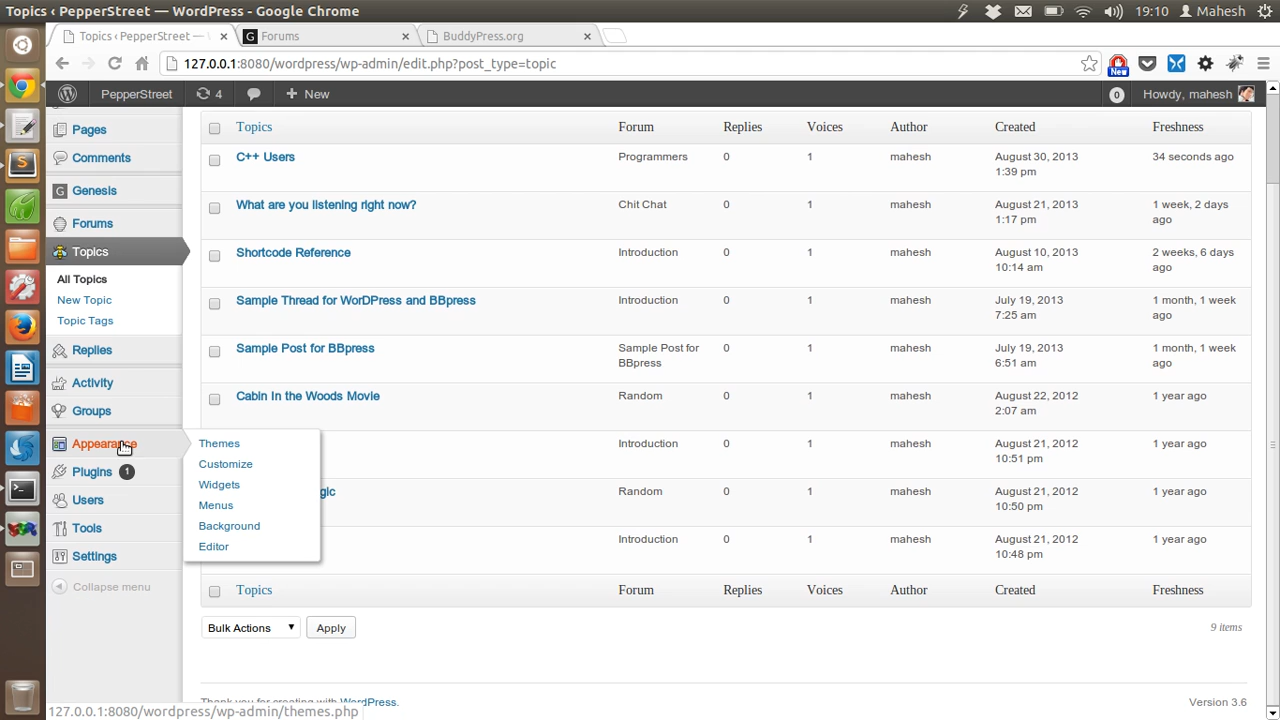 Topics ‹ PepperStreet — WordPress - Google Chrome
19:10 Mahesh
Topics ‹ PepperStreet — × G Forums × BuddyPress.org ×
127.0.0.1:8080/wordpress/wp-admin/edit.php?post_type=topic
New
PepperStreet 4 + New 0 Howdy, mahesh
Pages
Comments
G Genesis
Forums
Topics
All Topics
New Topic
Topic Tags
Replies
Activity
Groups
Appearance
Plugins 1
Users
Tools
Settings
Collapse menu
Themes
Customize
Widgets
Menus
Background
Editor
Topics Forum Replies Voices Author Created Freshness
C++ Users Programmers 0 1 mahesh August 30, 2013 34 seconds ago
1:39 pm
What are you listening right now? Chit Chat 0 1 mahesh August 21, 2013 1 week, 2 days
1:17 pm ago
Shortcode Reference Introduction 0 1 mahesh August 10, 2013 2 weeks, 6 days
10:14 am ago
Sample Thread for WorDPress and BBpress Introduction 0 1 mahesh July 19, 2013 1 month, 1 week
7:25 am ago
Sample Post for BBpress Sample Post for 0 1 mahesh July 19, 2013 1 month, 1 week
BBpress 6:51 am ago
Cabin In the Woods Movie Random 0 1 mahesh August 22, 2012 1 year ago
2:07 am
Introduction 0 1 mahesh August 21, 2012 1 year ago
10:51 pm
gic Random 0 1 mahesh August 21, 2012 1 year ago
10:50 pm
Introduction 0 1 mahesh August 21, 2012 1 year ago
10:48 pm
Topics Forum Replies Voices Author Created Freshness
Bulk Actions Apply 9 items
Thank you for creating with WordPress. Version 3.6
127.0.0.1:8080/wordpress/wp-admin/themes.php